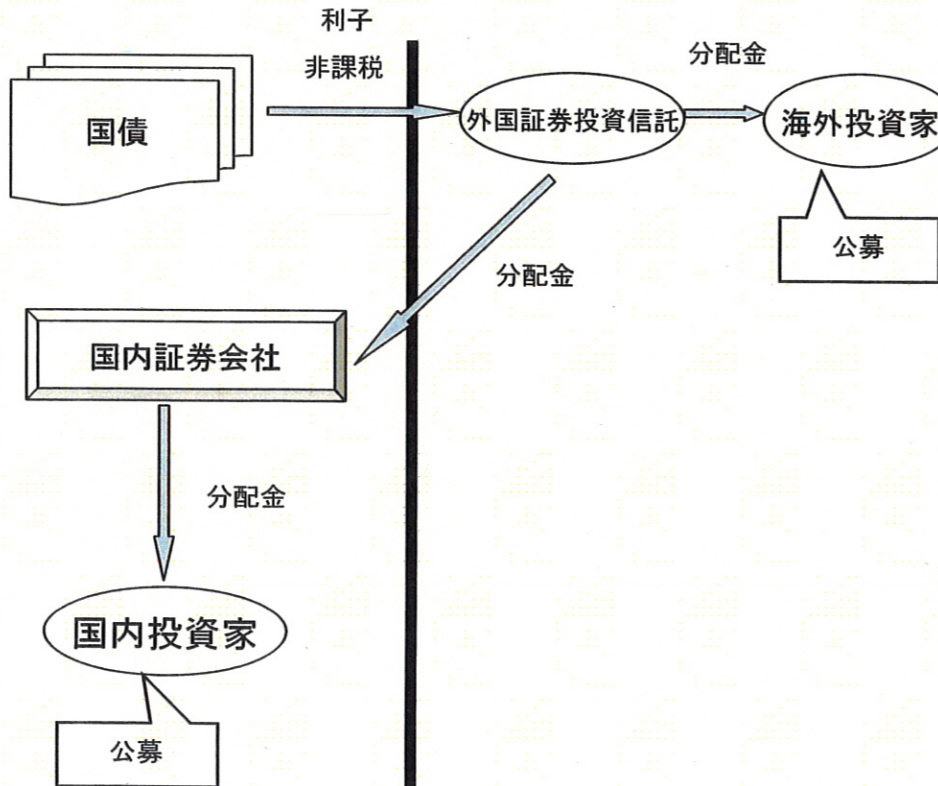 利子
非課税
分配金
国債
外国証券投資信託
海外投資家
公募
分配金
国内証券会社
分配金
国内投資家
公募